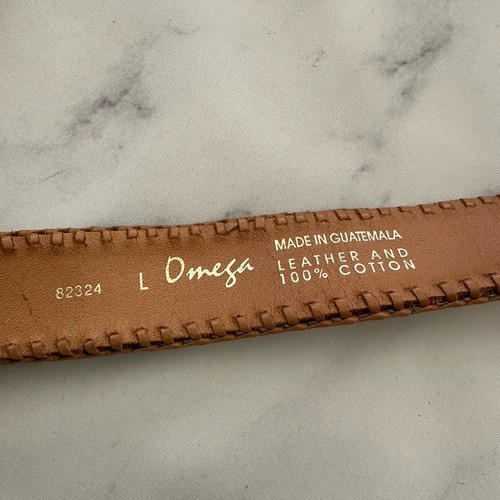 82324 L Omega
MADE IN GUATEMALA
LEATHER AND
100% COTTON